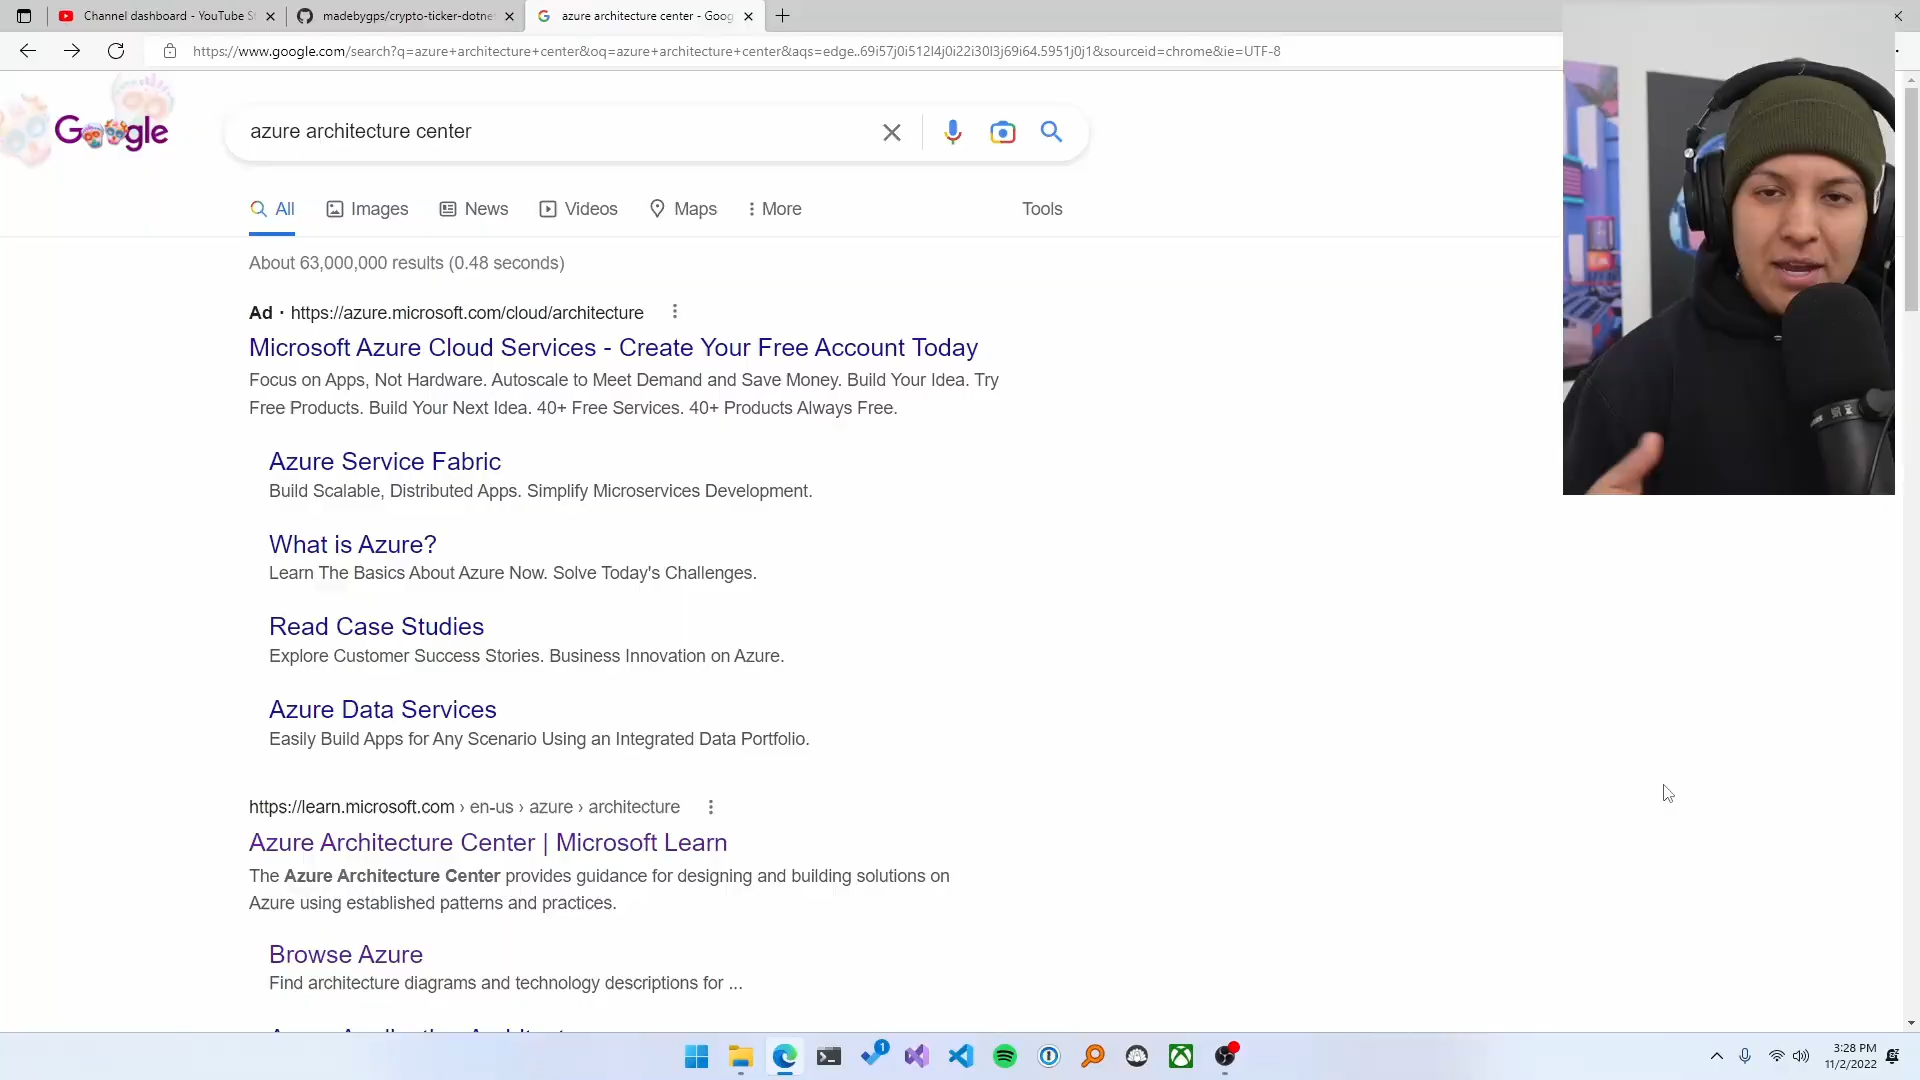 Channel dashboard - YouTube St
madebygps/crypto-ticker-dotne
azure architecture center - Goog
https://www.google.com/search?q=azure+architecture+center&oq=azure+architecture+center&aqs=edge..69i57j0i512l4j0i22i30l3j69i64.5951j0j1&sourceid=chrome&ie=UTF-8
Google
azure architecture center
All
Images
News
Videos
Maps
More
Tools
About 63,000,000 results (0.48 seconds)
Ad · https://azure.microsoft.com/cloud/architecture
Microsoft Azure Cloud Services - Create Your Free Account Today
Focus on Apps, Not Hardware. Autoscale to Meet Demand and Save Money. Build Your Idea. Try
Free Products. Build Your Next Idea. 40+ Free Services. 40+ Products Always Free.
Azure Service Fabric
Build Scalable, Distributed Apps. Simplify Microservices Development.
What is Azure?
Learn The Basics About Azure Now. Solve Today's Challenges.
Read Case Studies
Explore Customer Success Stories. Business Innovation on Azure.
Azure Data Services
Easily Build Apps for Any Scenario Using an Integrated Data Portfolio.
https://learn.microsoft.com › en-us › azure › architecture
Azure Architecture Center | Microsoft Learn
The Azure Architecture Center provides guidance for designing and building solutions on
Azure using established patterns and practices.
Browse Azure
Find architecture diagrams and technology descriptions for ...
1
3:28 PM
11/2/2022